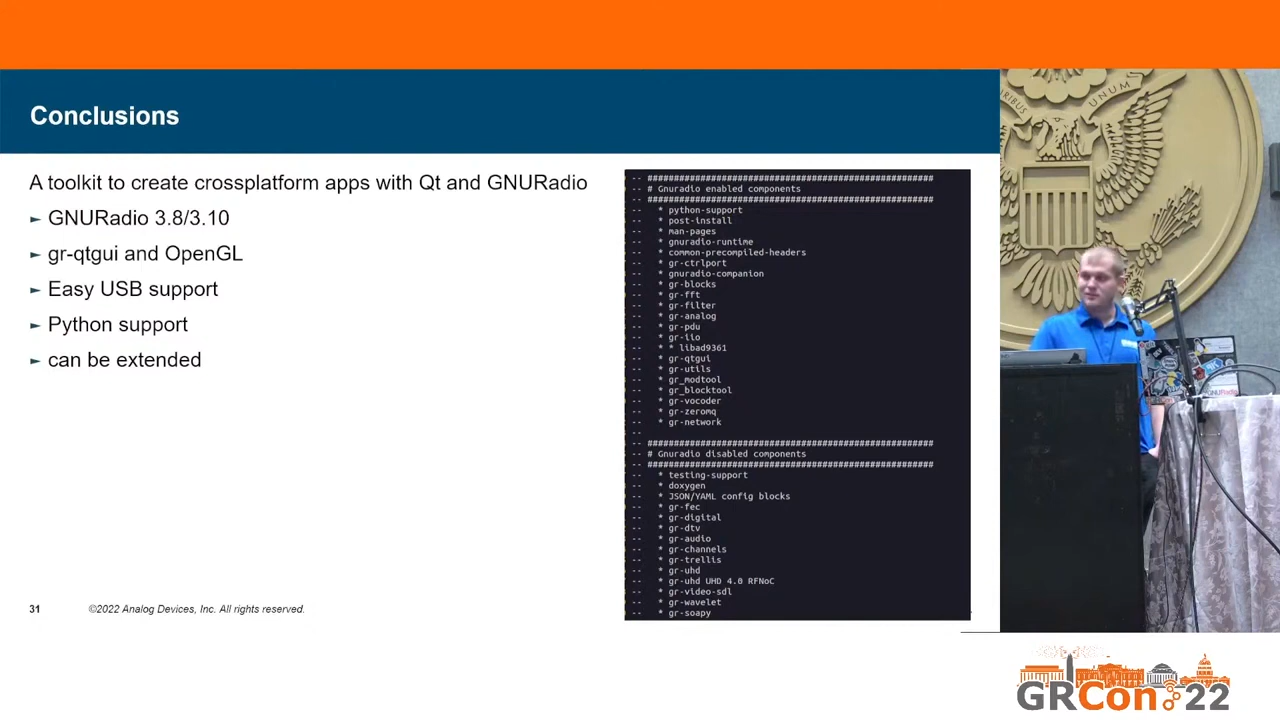 Conclusions
A toolkit to create crossplatform apps with Qt and GNURadio
► GNURadio 3.8/3.10
► gr-qtgui and OpenGL
► Easy USB support
► Python support
► can be extended
-- ######################################################
-- # Gnuradio enabled components
-- ######################################################
-- * python-support
-- * post-install
-- * man-pages
-- * gnuradio-runtime
-- * common-precompiled-headers
-- * gr-ctrlport
-- * gnuradio-companion
-- * gr-blocks
-- * gr-fft
-- * gr-filter
-- * gr-analog
-- * gr-pdu
-- * gr-iio
-- * * libad9361
-- * gr-qtgui
-- * gr-utils
-- * gr_modtool
-- * gr_blocktool
-- * gr-vocoder
-- * gr-zeromq
-- * gr-network
--
-- ######################################################
-- # Gnuradio disabled components
-- ######################################################
-- * testing-support
-- * doxygen
-- * JSON/YAML config blocks
-- * gr-fec
-- * gr-digital
-- * gr-dtv
-- * gr-audio
-- * gr-channels
-- * gr-trellis
-- * gr-uhd
-- * gr-uhd UHD 4.0 RFNoC
-- * gr-video-sdl
-- * gr-wavelet
-- * gr-soapy
31
©2022 Analog Devices, Inc. All rights reserved.
UNUM
GNURadio
GRCon 22